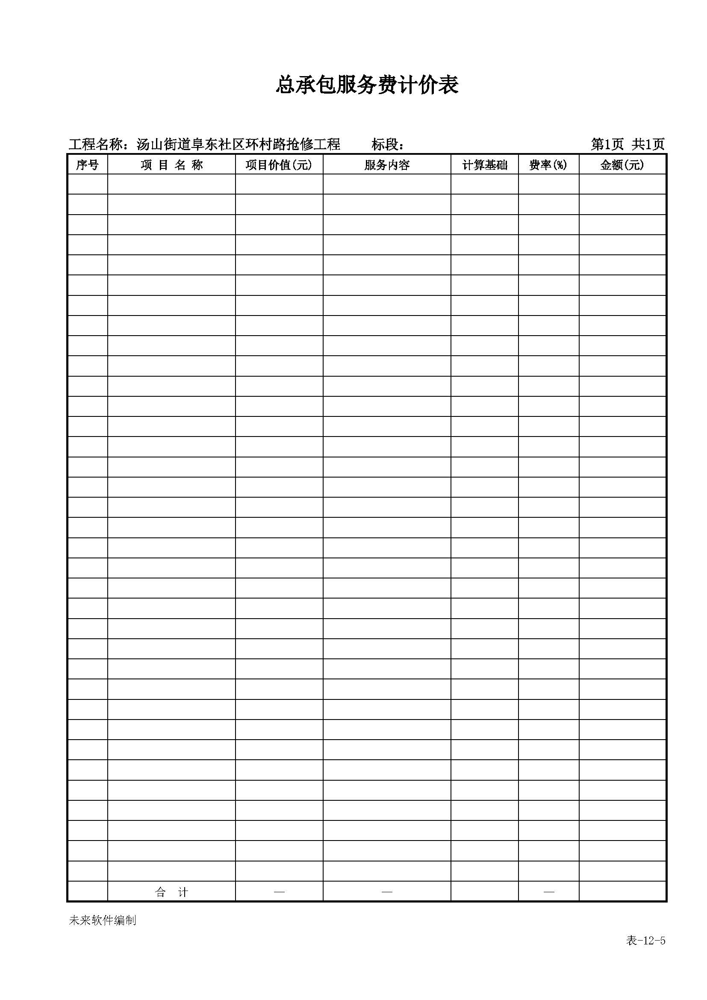 总承包服务费计价表
工程名称：汤山街道阜东社区环村路抢修工程 标段： 第1页 共1页
序号 项 目 名 称 项目价值(元) 服务内容 计算基础 费率(%) 金额(元)
合 计 — — —
未来软件编制
表-12-5